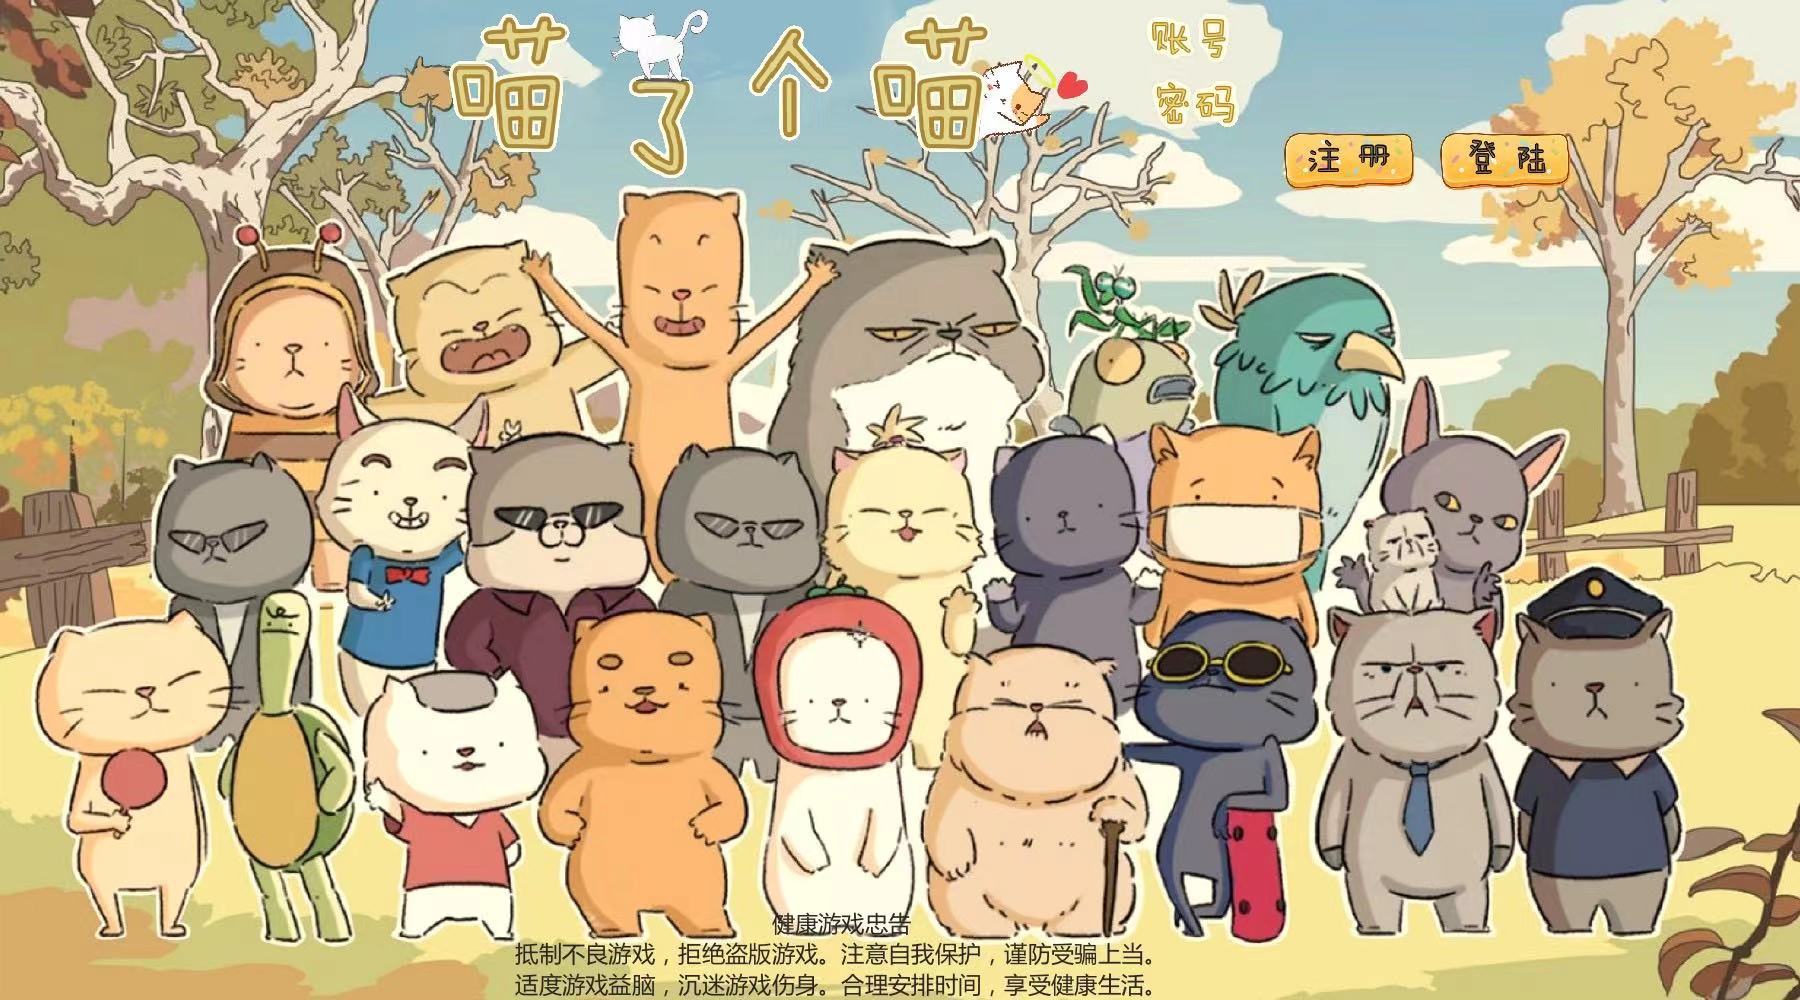 喵了个喵
账号
密码
注册
登陆
健康游戏忠告
抵制不良游戏，拒绝盗版游戏。注意自我保护，谨防受骗上当。
适度游戏益脑，沉迷游戏伤身。合理安排时间，享受健康生活。